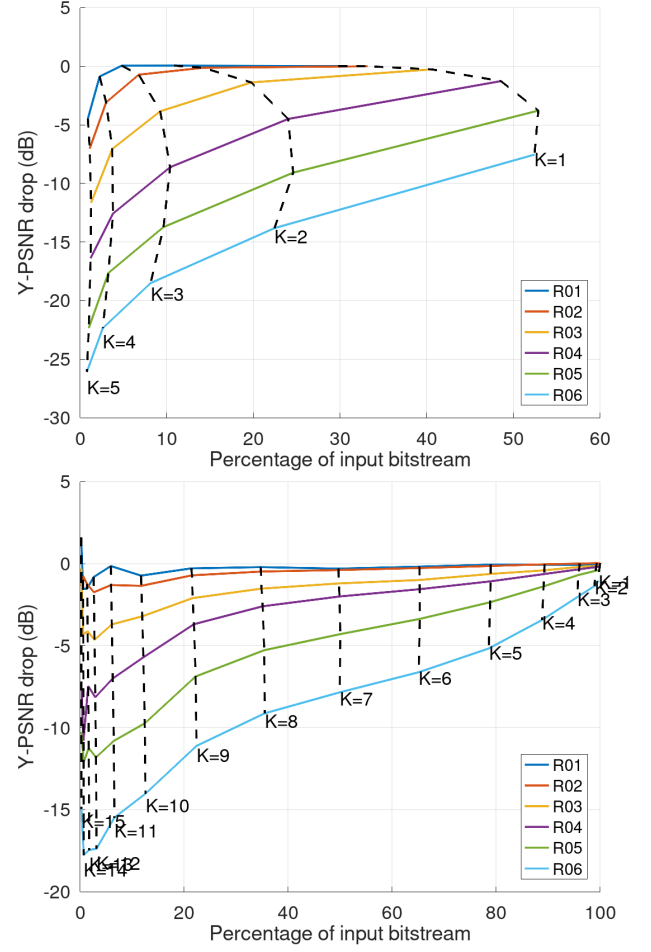 5
0
-5
-10
-15
-20
-25
-30
Y-PSNR drop (dB)
K=1
K=2
K=3
K=4
K=5
R01
R02
R03
R04
R05
R06
0 10 20 30 40 50 60
Percentage of input bitstream
5
0
-5
-10
-15
-20
Y-PSNR drop (dB)
K=1
K=2
K=3
K=4
K=5
K=6
K=7
K=8
K=9
K=10
K=11
K=12
K=13
K=14
K=15
R01
R02
R03
R04
R05
R06
0 20 40 60 80 100
Percentage of input bitstream